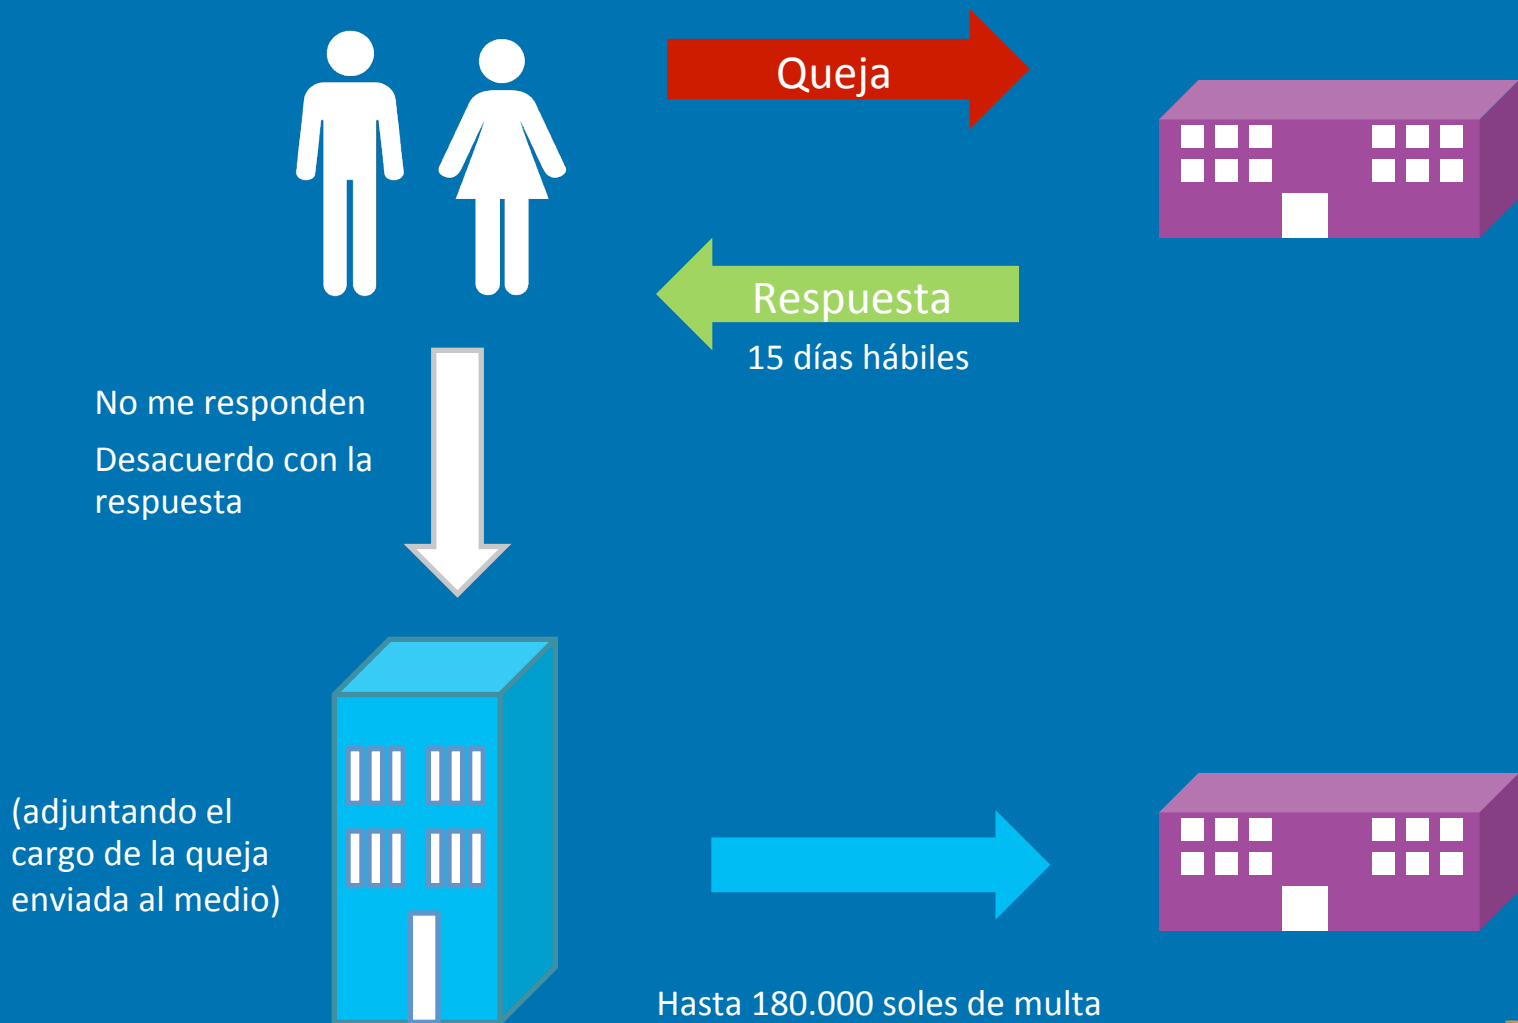 Queja
Respuesta
15 días hábiles
No me responden
Desacuerdo con la
respuesta
(adjuntando el
cargo de la queja
enviada al medio)
Hasta 180.000 soles de multa